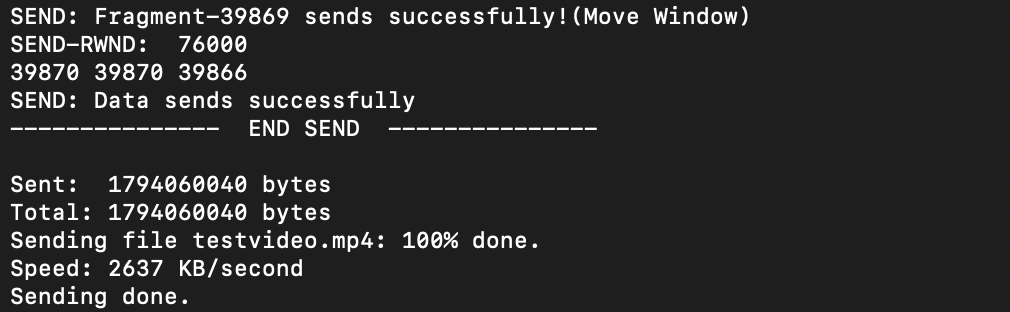 SEND: Fragment-39869 sends successfully!(Move Window)
SEND-RWND:  76000
39870 39870 39866
SEND: Data sends successfully
---------------  END SEND  ---------------
Sent:  1794060040 bytes
Total: 1794060040 bytes
Sending file testvideo.mp4: 100% done.
Speed: 2637 KB/second
Sending done.